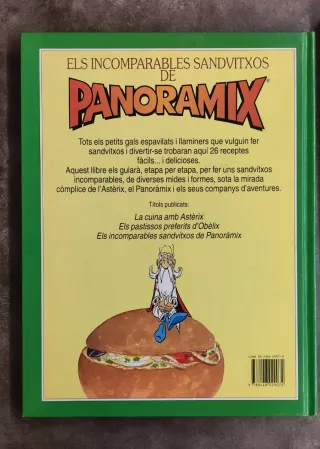 ELS INCOMPARABLES SANDVITXOS
DE
PANORAMIX®
Tots els petits gals espavilats i llaminers que vulguin fer
sandvitxos i divertir-se trobaran aquí 26 receptes
fàcils... i delicioses.
Aquest llibre els guiarà, etapa per etapa, per fer uns sandvitxos
incomparables, de diverses mides i formes, sota la mirada
còmplice de l'Astèrix, el Panoràmix i els seus companys d'aventures.
Títols publicats:
La cuina amb Astèrix
Els pastissos preferits d'Obèlix
Els incomparables sandvitxos de Panoràmix